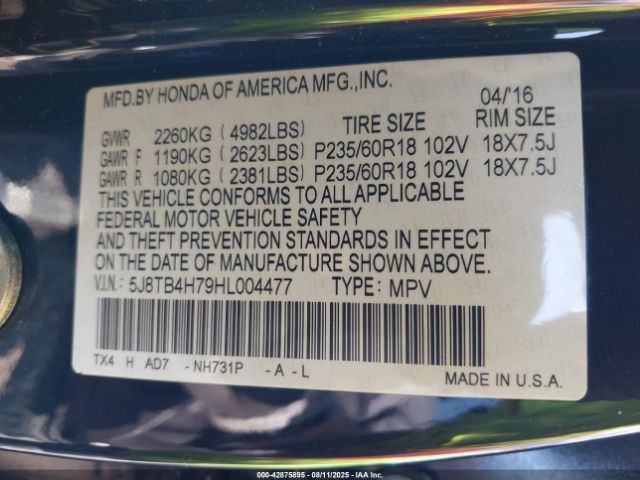 MFD.BY HONDA OF AMERICA MFG.,INC.
04/'16
GVWR 2260KG ( 4982LBS) TIRE SIZE RIM SIZE
GAWR F 1190KG ( 2623LBS) P235/60R18 102V 18X7.5J
GAWR R 1080KG ( 2381LBS) P235/60R18 102V 18X7.5J
THIS VEHICLE CONFORMS TO ALL APPLICABLE
FEDERAL MOTOR VEHICLE SAFETY
AND THEFT PREVENTION STANDARDS IN EFFECT
ON THE DATE OF MANUFACTURE SHOWN ABOVE.
V.I.N.: 5J8TB4H79HL004477 TYPE: MPV
TX4 H AD7 - NH731P - A - L
MADE IN U.S.A.
000-42875895 - 08/11/2025 - IAA Inc.